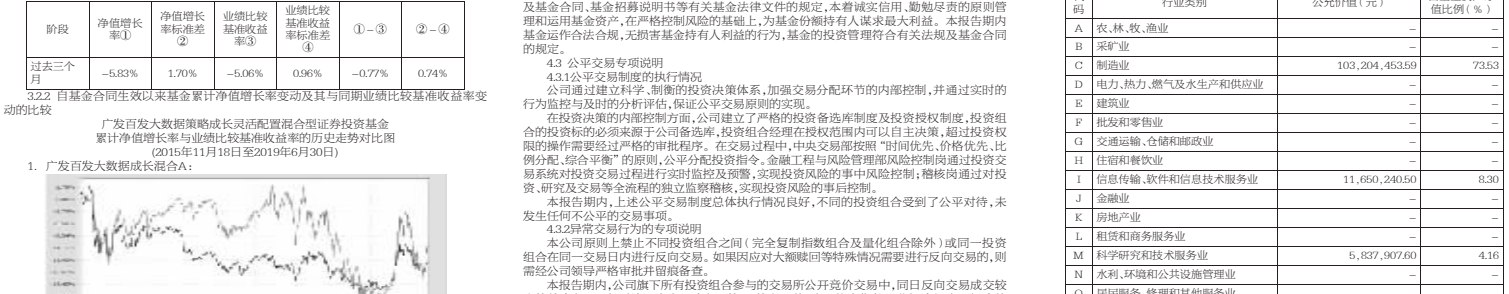 阶段
净值增长率①
净值增长率标准差②
业绩比较基准收益率③
业绩比较基准收益率标准差④
①－③
②－④
过去三个月
-5.83%
1.70%
-5.06%
0.96%
-0.77%
0.74%
3.2.2 自基金合同生效以来基金累计净值增长率变动及其与同期业绩比较基准收益率变
动的比较
广发百发大数据策略成长灵活配置混合型证券投资基金
累计净值增长率与业绩比较基准收益率的历史走势对比图
(2015年11月18日至2019年6月30日)
1. 广发百发大数据成长混合A：
及基金合同、基金招募说明书等有关基金法律文件的规定，本着诚实信用、勤勉尽责的原则管
理和运用基金资产，在严格控制风险的基础上，为基金份额持有人谋求最大利益。本报告期内
基金运作合法合规，无损害基金持有人利益的行为，基金的投资管理符合有关法规及基金合同
的规定。
4.3 公平交易专项说明
4.3.1公平交易制度的执行情况
公司通过建立科学、制衡的投资决策体系，加强交易分配环节的内部控制，并通过实时的
行为监控与及时的分析评估，保证公平交易原则的实现。
在投资决策的内部控制方面，公司建立了严格的投资备选库制度及投资授权制度，投资组
合的投资标的必须来源于公司备选库，投资组合经理在授权范围内可以自主决策，超过投资权
限的操作需要经过严格的审批程序。在交易过程中，中央交易部按照“时间优先、价格优先、比
例分配、综合平衡”的原则，公平分配投资指令。金融工程与风险管理部风险控制岗通过投资交
易系统对投资交易过程进行实时监控及预警，实现投资风险的事中风险控制；稽核岗通过对投
资、研究及交易等全流程的独立监察稽核，实现投资风险的事后控制。
本报告期内，上述公平交易制度总体执行情况良好，不同的投资组合受到了公平对待，未
发生任何不公平的交易事项。
4.3.2异常交易行为的专项说明
本公司原则上禁止不同投资组合之间（完全复制指数组合及量化组合除外）或同一投资
组合在同一交易日内进行反向交易。如果因应对大额赎回等特殊情况需要进行反向交易的，则
需经公司领导严格审批并留痕备查。
本报告期内，公司旗下所有投资组合参与的交易所公开竞价交易中，同日反向交易成交较
码 行业类别 公允价值（元） 值比例（％）
A 农、林、牧、渔业 – –
B 采矿业 – –
C 制造业 103,204,453.59 73.53
D 电力、热力、燃气及水生产和供应业 – –
E 建筑业 – –
F 批发和零售业 – –
G 交通运输、仓储和邮政业 – –
H 住宿和餐饮业 – –
I 信息传输、软件和信息技术服务业 11,650,240.50 8.30
J 金融业 – –
K 房地产业 – –
L 租赁和商务服务业 – –
M 科学研究和技术服务业 5,837,907.60 4.16
N 水利、环境和公共设施管理业 – –